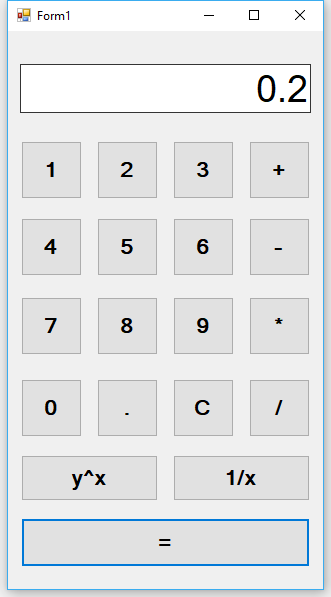 Form1
0.2
1 2 3 +
4 5 6 -
7 8 9 *
0 . C /
y^x 1/x
=